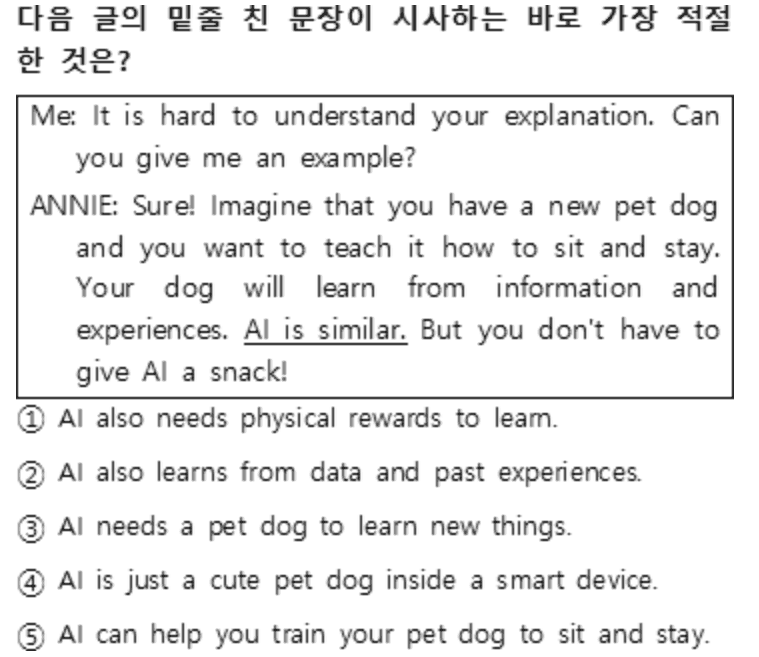 다음 글의 밑줄 친 문장이 시사하는 바로 가장 적절
한 것은?
Me: It is hard to understand your explanation. Can
you give me an example?
ANNIE: Sure! Imagine that you have a new pet dog
and you want to teach it how to sit and stay.
Your dog will learn from information and
experiences. AI is similar. But you don't have to
give AI a snack!
① AI also needs physical rewards to learn.
② AI also learns from data and past experiences.
③ AI needs a pet dog to learn new things.
④ AI is just a cute pet dog inside a smart device.
⑤ AI can help you train your pet dog to sit and stay.